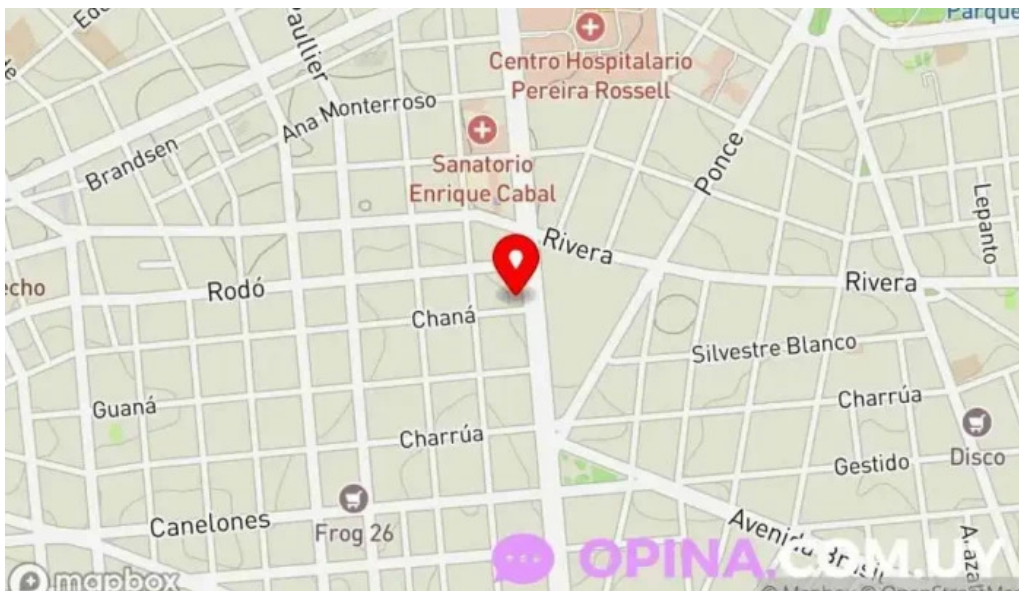 Parque
Centro Hospitalario
Pereira Rossell
Paullier
Ana Monterroso
Brandsen
Sanatorio
Enrique Cabal
Ponce
Lepanto
Rivera
Rivera
echo
Rodó
Chaná
Silvestre Blanco
Guaná
Charrúa
Charrúa
Disco
Gestido
Canelones
Frog 26
Avenida Brasil
OPINA.COM.UY
mapbox